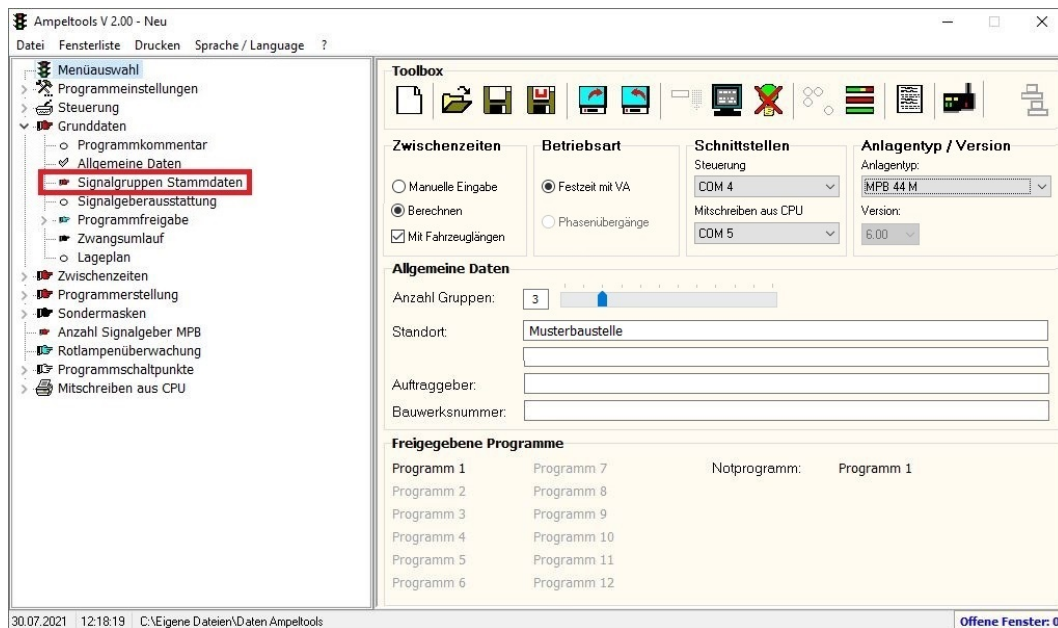 Ampeltools V 2.00 - Neu
Datei Fensterliste Drucken Sprache / Language ?
Menüauswahl
Programmeinstellungen
Steuerung
Grunddaten
Programmkommentar
Allgemeine Daten
Signalgruppen Stammdaten
Signalgeberausstattung
Programmfreigabe
Zwangsumlauf
Lageplan
Zwischenzeiten
Programmerstellung
Sondermasken
Anzahl Signalgeber MPB
Rotlampenüberwachung
Programmschaltpunkte
Mitschreiben aus CPU
Toolbox
Zwischenzeiten
Manuelle Eingabe
Berechnen
Mit Fahrzeuglängen
Betriebsart
Festzeit mit VA
Phasenübergänge
Schnittstellen
Steuerung
COM 4
Mitschreiben aus CPU
COM 5
Anlagentyp / Version
Anlagentyp:
MPB 44 M
Version:
6.00
Allgemeine Daten
Anzahl Gruppen: 3
Standort: Musterbaustelle
Auftraggeber:
Bauwerksnummer:
Freigegebene Programme
Programm 1 Programm 7 Notprogramm: Programm 1
Programm 2 Programm 8
Programm 3 Programm 9
Programm 4 Programm 10
Programm 5 Programm 11
Programm 6 Programm 12
30.07.2021 12:18:19 C:\Eigene Dateien\Daten Ampeltools Offene Fenster: 0